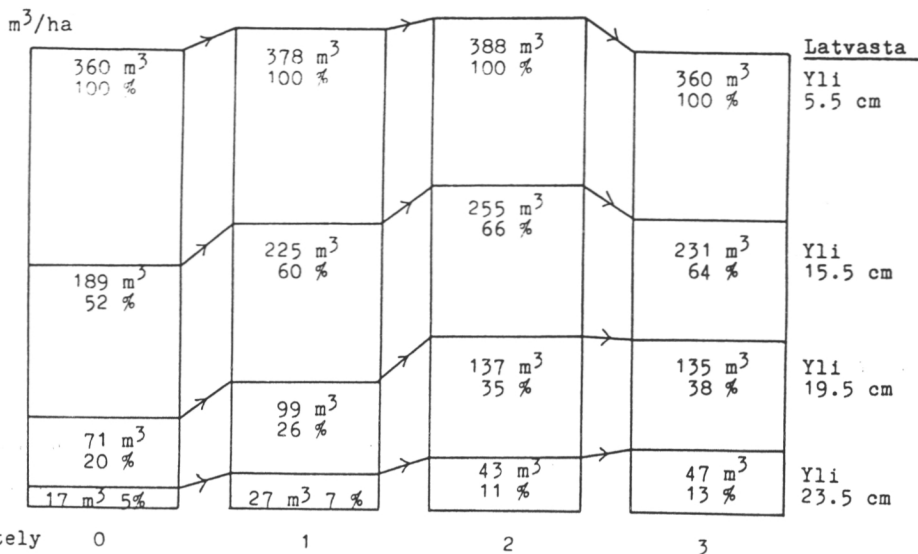 m³/ha
360 m³
100 %
378 m³
100 %
388 m³
100 %
360 m³
100 %
Latvasta
Yli
5.5 cm
189 m³
52 %
225 m³
60 %
255 m³
66 %
231 m³
64 %
Yli
15.5 cm
71 m³
20 %
99 m³
26 %
137 m³
35 %
135 m³
38 %
Yli
19.5 cm
17 m³ 5%
27 m³ 7 %
43 m³
11 %
47 m³
13 %
Yli
23.5 cm
tely 0 1 2 3